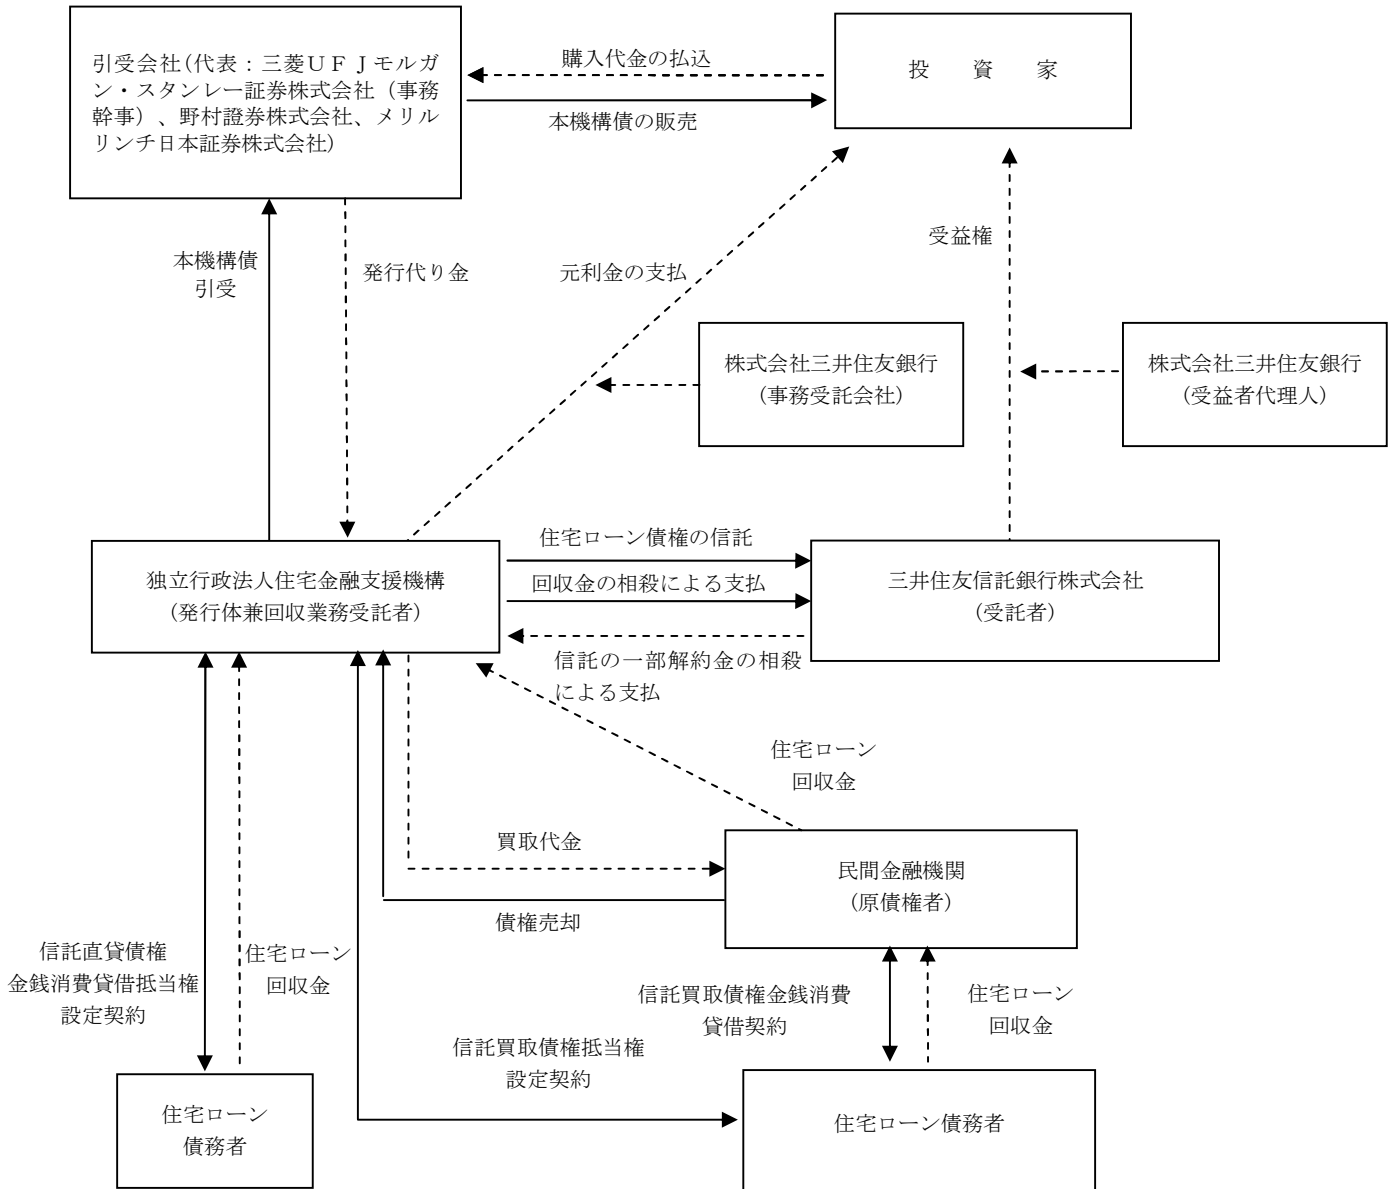 引受会社(代表：三菱ＵＦＪモルガ
ン・スタンレー証券株式会社（事務
幹事）、野村證券株式会社、メリル
リンチ日本証券株式会社)
購入代金の払込
本機構債の販売
投　資　家
本機構債
引受
発行代り金
元利金の支払
受益権
株式会社三井住友銀行
（事務受託会社）
株式会社三井住友銀行
（受益者代理人）
独立行政法人住宅金融支援機構
（発行体兼回収業務受託者）
住宅ローン債権の信託
回収金の相殺による支払
信託の一部解約金の相殺
による支払
三井住友信託銀行株式会社
（受託者）
住宅ローン
回収金
買取代金
債権売却
民間金融機関
（原債権者）
信託直貸債権
金銭消費貸借抵当権
設定契約
住宅ローン
回収金
信託買取債権金銭消費
貸借契約
住宅ローン
回収金
信託買取債権抵当権
設定契約
住宅ローン
債務者
住宅ローン債務者